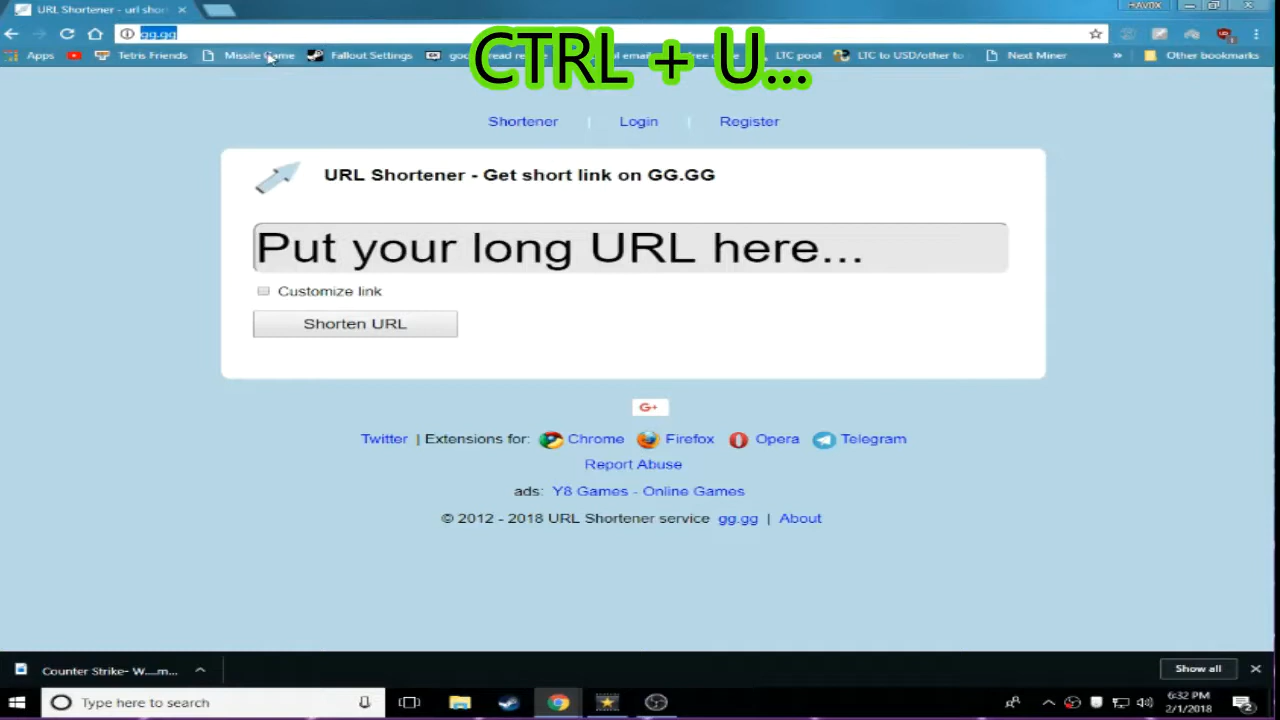 URL Shortener - url short
HAVOX
gg.gg
CTRL + U...
Apps
Tetris Friends
Missile Game
Fallout Settings
LTC pool
LTC to USD/other to
Next Miner
»
Other bookmarks
Shortener | Login | Register
URL Shortener - Get short link on GG.GG
Put your long URL here...
Customize link
Shorten URL
G+
Twitter | Extensions for: Chrome Firefox Opera Telegram
Report Abuse
ads: Y8 Games - Online Games
© 2012 - 2018 URL Shortener service gg.gg | About
Counter Strike- W....m...
Show all
Type here to search
6:32 PM
2/1/2018
2